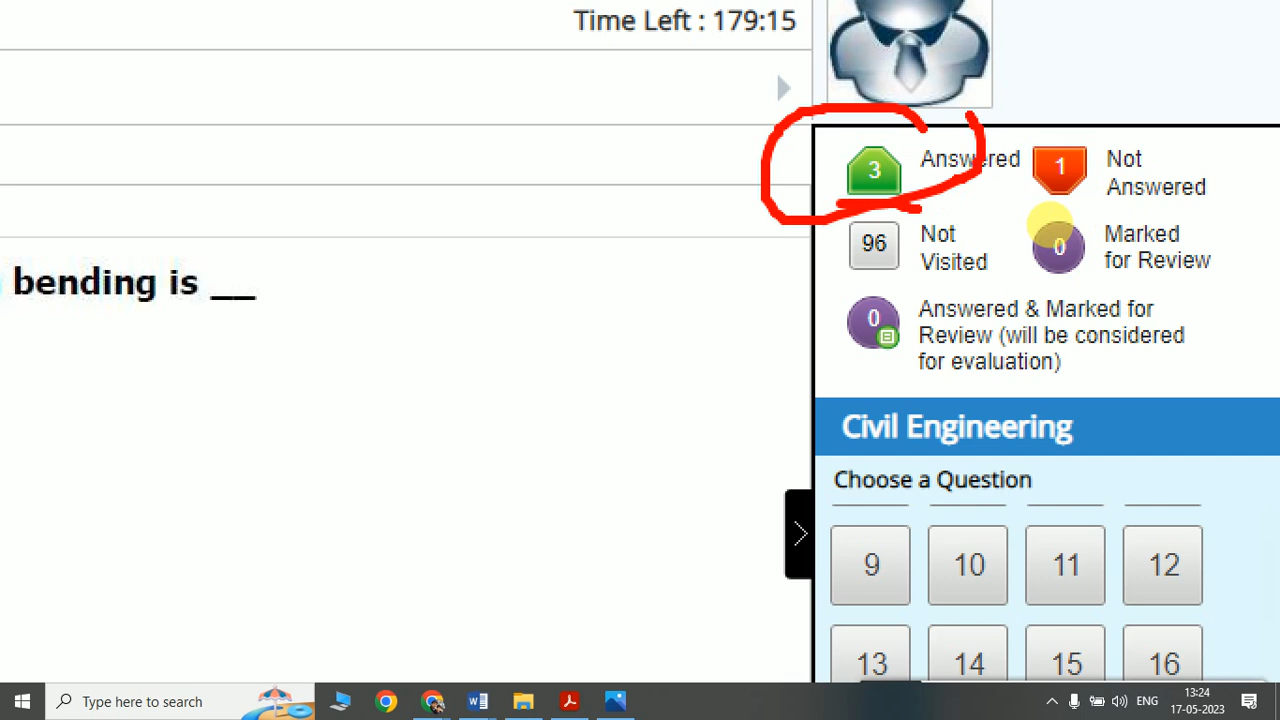 Time Left : 179:15
3 Answered 1 Not Answered
96 Not Visited 0 Marked for Review
bending is __
0 Answered & Marked for
Review (will be considered
for evaluation)
Civil Engineering
Choose a Question
9 10 11 12
13 14 15 16
Type here to search
ENG
13:24
17-05-2023